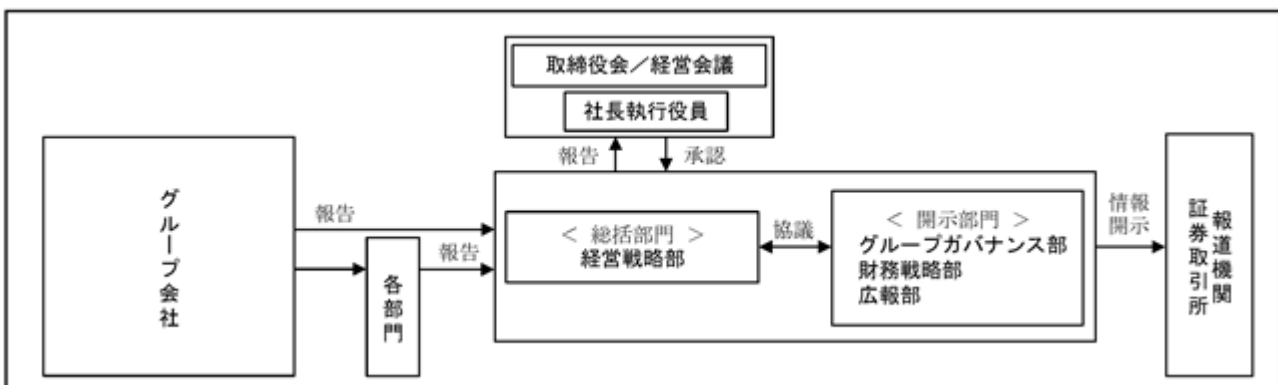 取締役会／経営会議
社長執行役員
報告
承認
グループ会社
報告
報告
各部門
＜ 総括部門 ＞
経営戦略部
協議
＜ 開示部門 ＞
グループガバナンス部
財務戦略部
広報部
情報
開示
報道機関
証券取引所